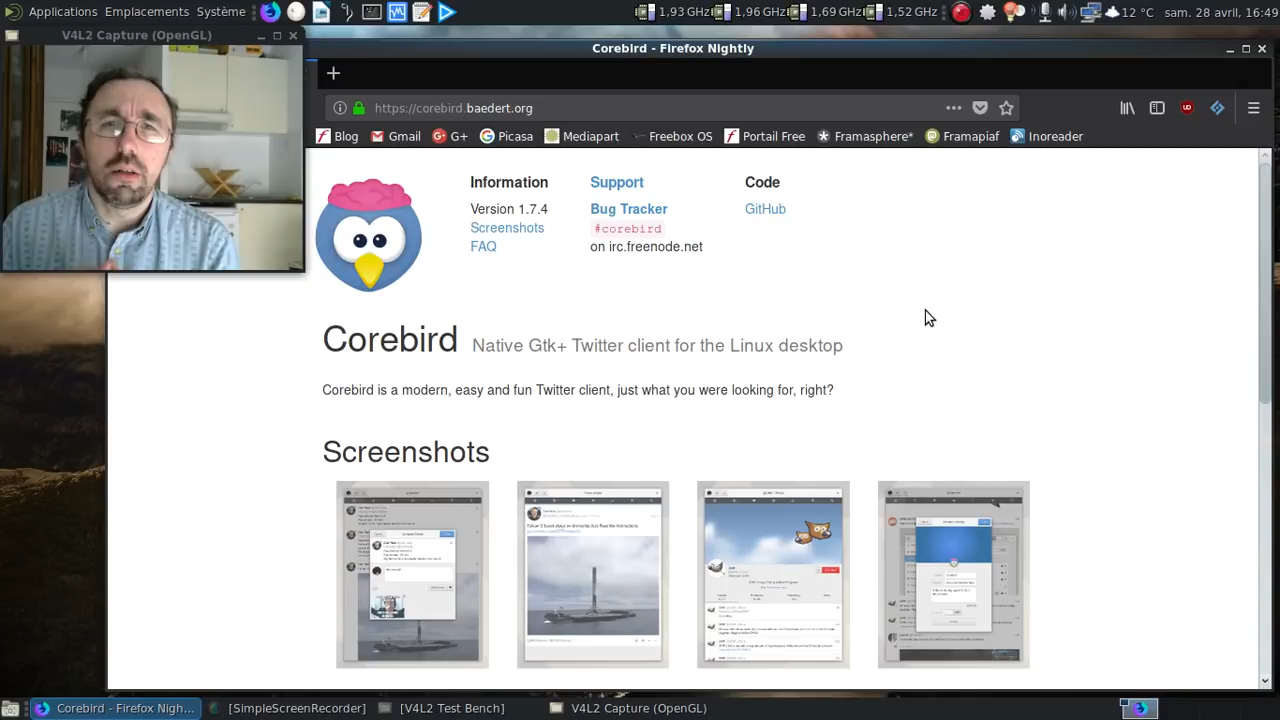 Applications Emplacements Système 1,93 GHz 1,96 GHz 1,69 GHz 1,52 GHz 12 °C sam. 28 avril, 16:49
V4L2 Capture (OpenGL)
Corebird - Firefox Nightly
https://corebird.baedert.org
Blog Gmail G+ Picasa Mediapart Freebox OS Portail Free Framasphere* Framapiaf Inoreader
Information Support Code
Version 1.7.4 Bug Tracker GitHub
Screenshots #corebird
FAQ on irc.freenode.net
Corebird Native Gtk+ Twitter client for the Linux desktop
Corebird is a modern, easy and fun Twitter client, just what you were looking for, right?
Screenshots
Corebird - Firefox Nigh... [SimpleScreenRecorder] [V4L2 Test Bench] V4L2 Capture (OpenGL)